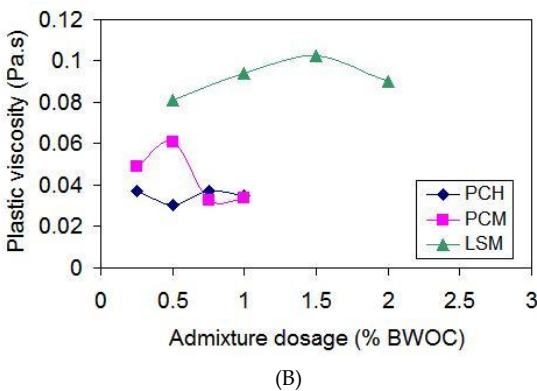 0.12
0.1
0.08
0.06
0.04
0.02
0
Plastic viscosity (Pa.s)
0 0.5 1 1.5 2 2.5 3
Admixture dosage (% BWOC)
PCH
PCM
LSM
(B)